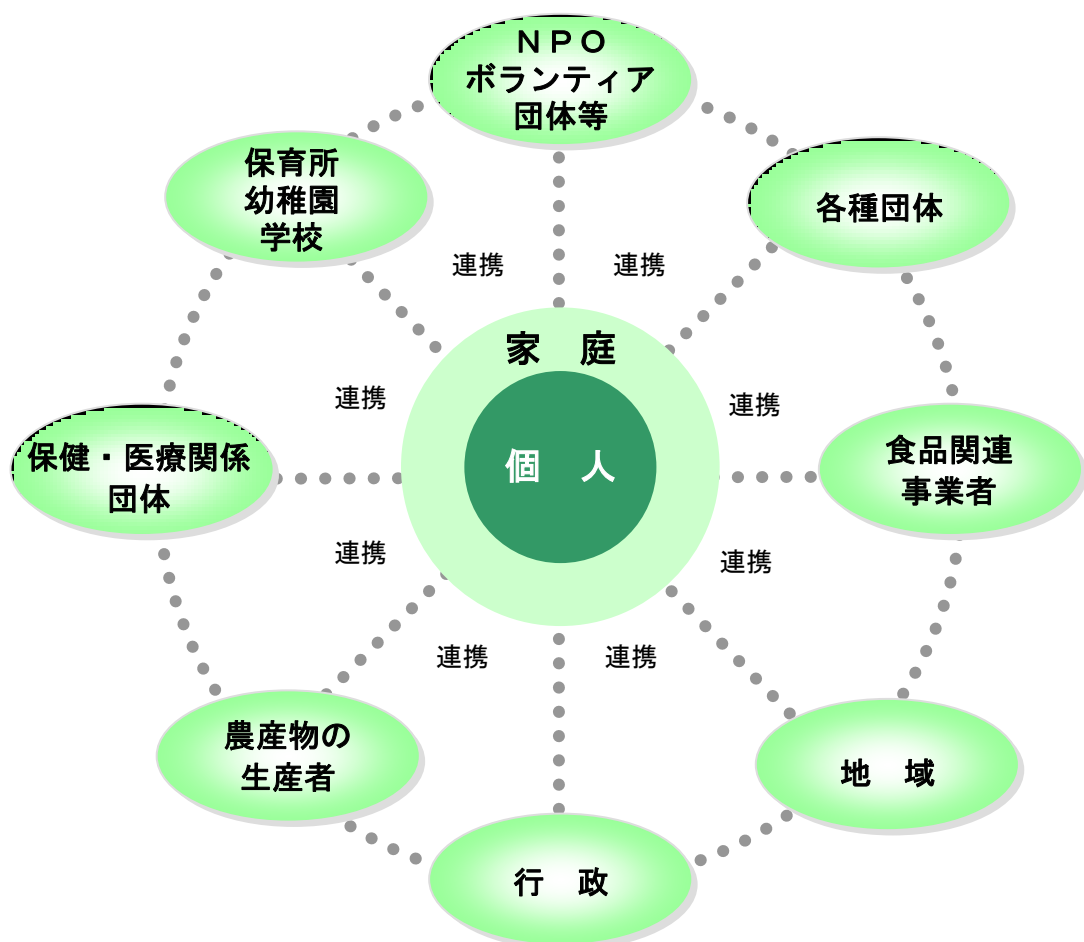 ＮＰＯ
ボランティア
団体等
保育所
幼稚園
学校
各種団体
連携
連携
家　庭
連携
連携
個　人
保健・医療関係
団体
食品関連
事業者
連携
連携
連携
連携
農産物の
生産者
地　域
行　政